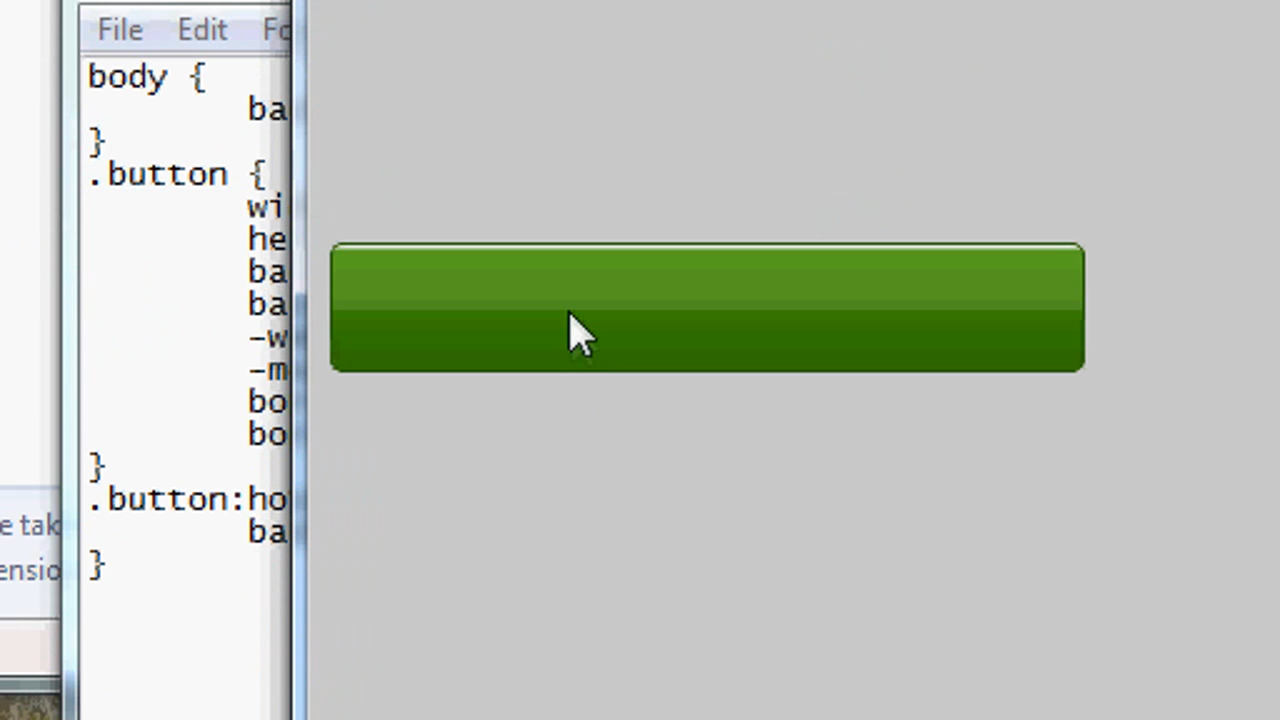 File Edit Fo
body {
ba
}
.button {
wi
he
ba
ba
-w
-m
bo
bo
}
.button:ho
ba
}
e tak
ensio